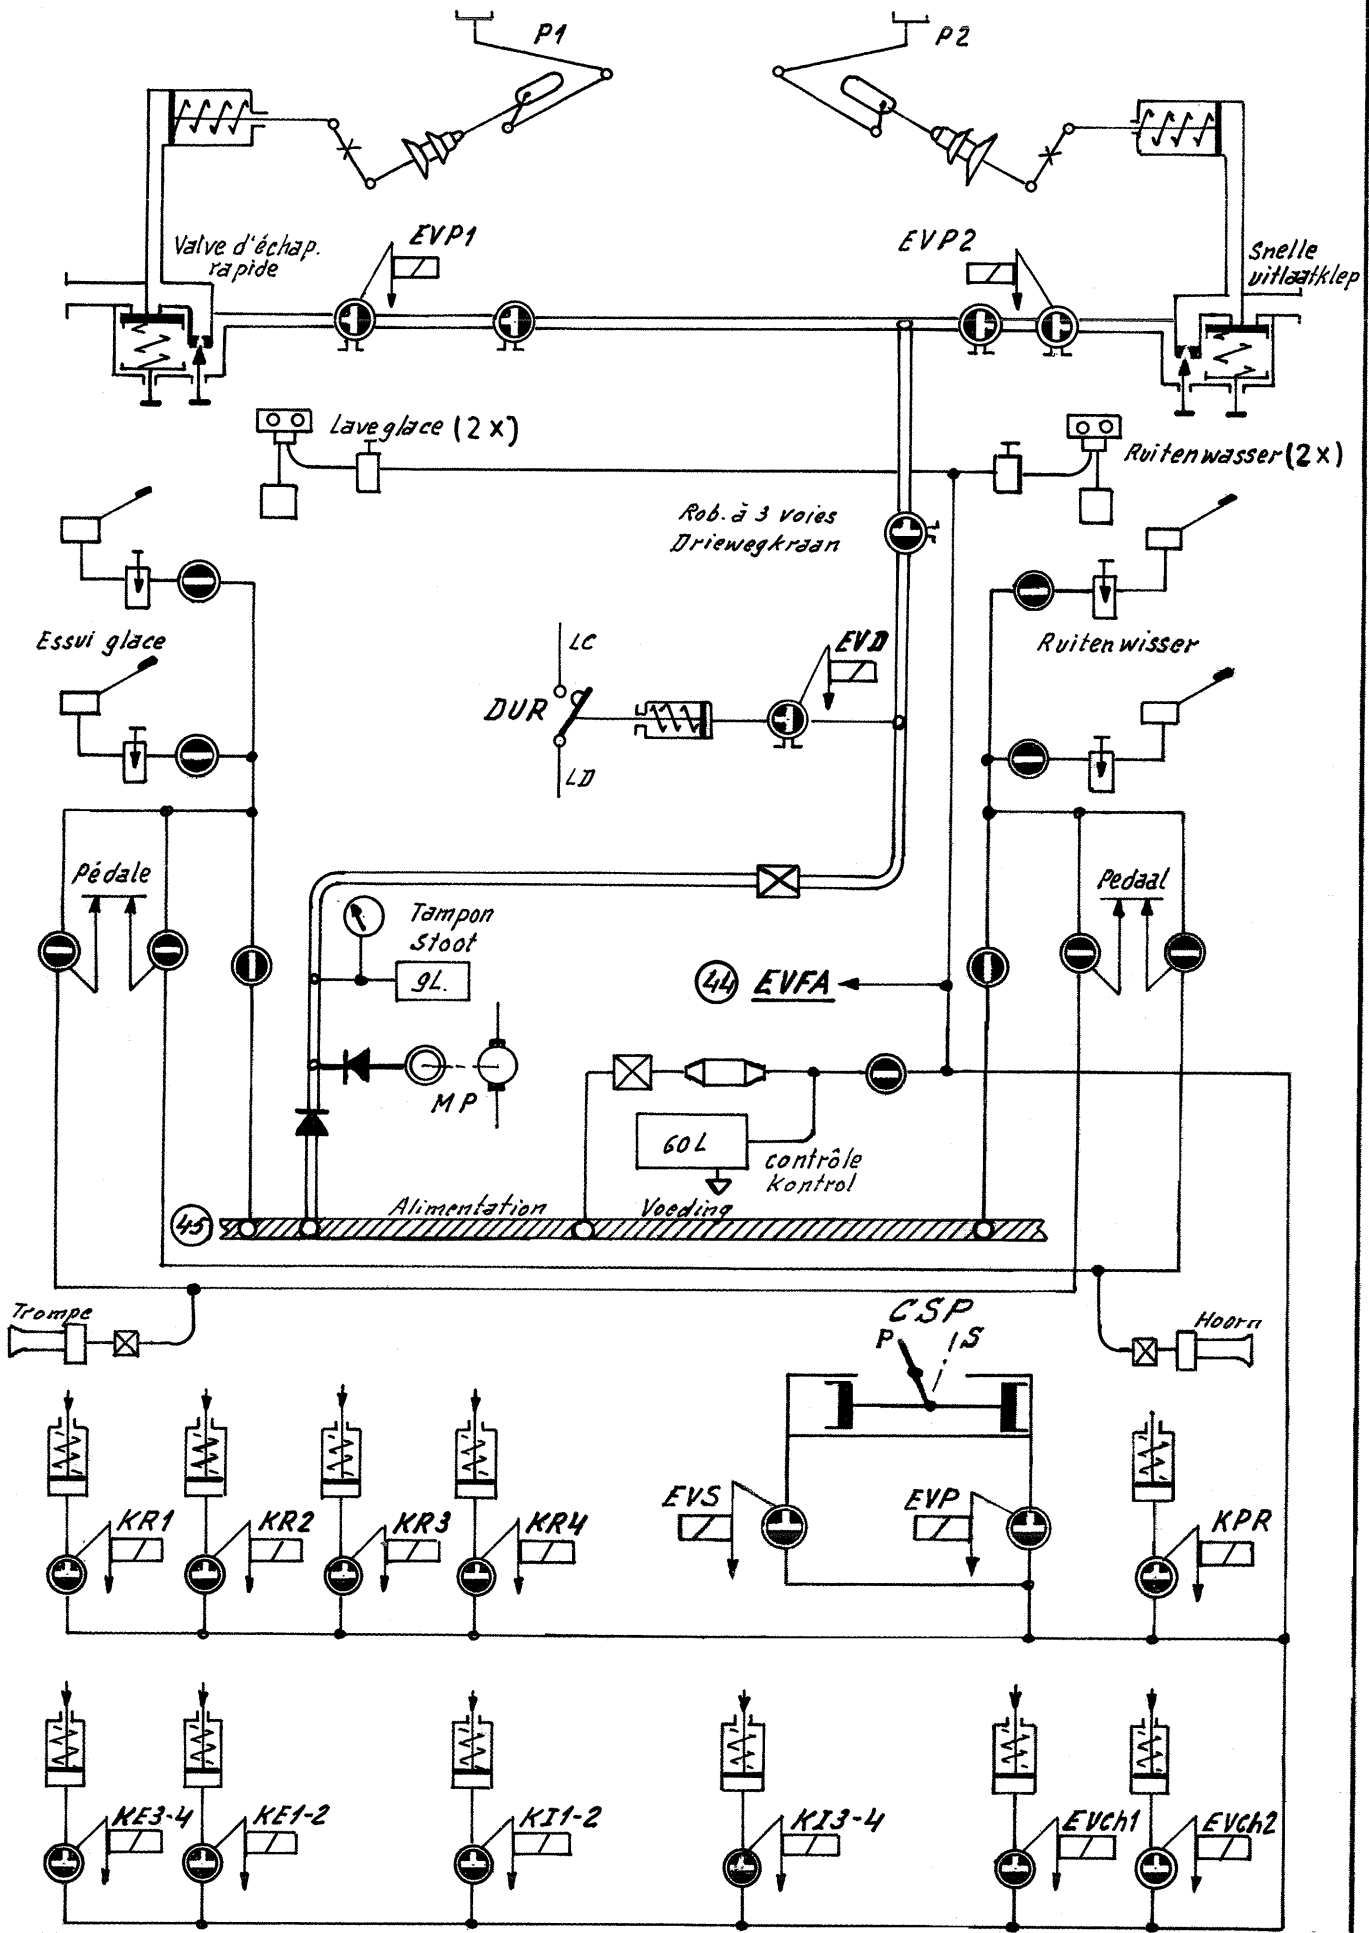 P1
P2
Valve d'échap.
rapide
EVP1
EVP2
Snelle
uitlaatklep
Lave glace (2x)
Ruitenwasser (2x)
Rob. à 3 voies
Driewegkraan
Essui glace
Ruitenwisser
LC
EVD
DUR
LD
Pédale
Pedaal
Tampon
Stoot
9L.
44 EVFA
MP
60L
contrôle
kontrol
45
Alimentation
Voeding
Trompe
Hoorn
CSP
P
S
KR1
KR2
KR3
KR4
EVS
EVP
KPR
KE3-4
KE1-2
KI1-2
KI3-4
EVCh1
EVCh2